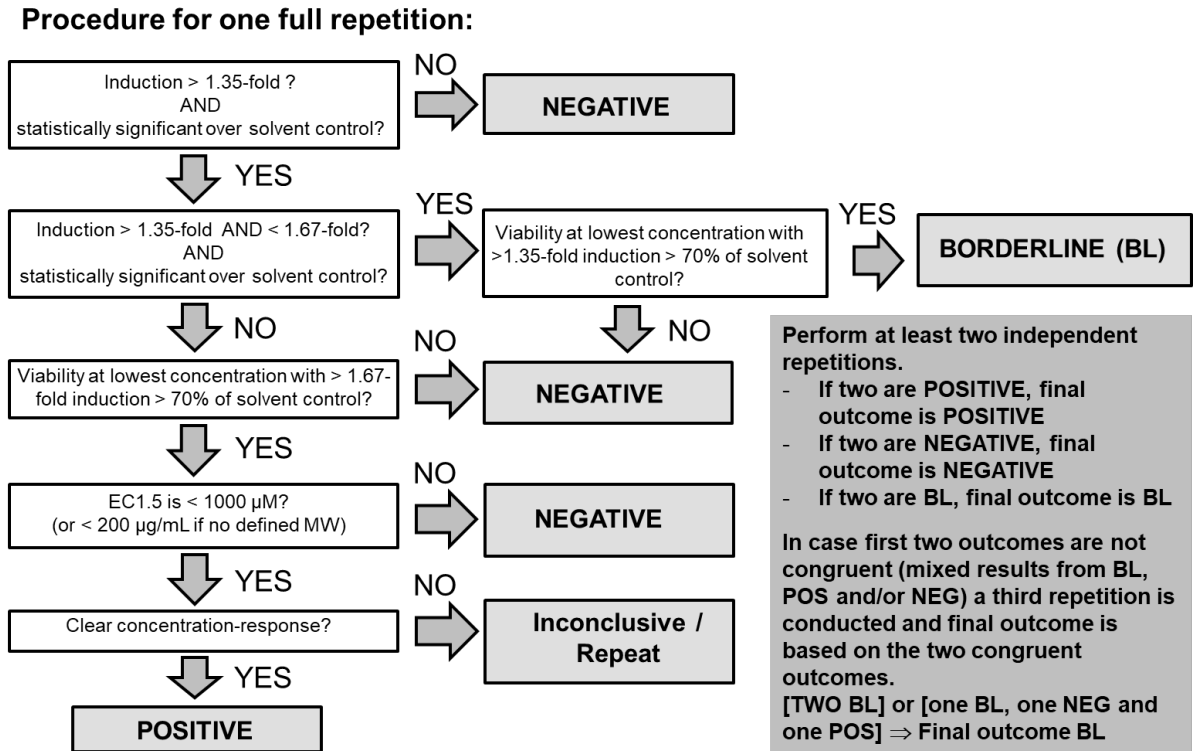 Procedure for one full repetition:
Induction > 1.35-fold ?
AND
statistically significant over solvent control?
NO
NEGATIVE
YES
Induction > 1.35-fold AND < 1.67-fold?
AND
statistically significant over solvent control?
YES
Viability at lowest concentration with
>1.35-fold induction > 70% of solvent
control?
YES
BORDERLINE (BL)
NO
NO
Viability at lowest concentration with > 1.67-
fold induction > 70% of solvent control?
NO
NEGATIVE
YES
EC1.5 is < 1000 µM?
(or < 200 µg/mL if no defined MW)
NO
NEGATIVE
YES
Clear concentration-response?
NO
Inconclusive /
Repeat
YES
POSITIVE
Perform at least two independent
repetitions.
- If two are POSITIVE, final
outcome is POSITIVE
- If two are NEGATIVE, final
outcome is NEGATIVE
- If two are BL, final outcome is BL
In case first two outcomes are not
congruent (mixed results from BL,
POS and/or NEG) a third repetition is
conducted and final outcome is
based on the two congruent
outcomes.
[TWO BL] or [one BL, one NEG and
one POS] ⇒ Final outcome BL